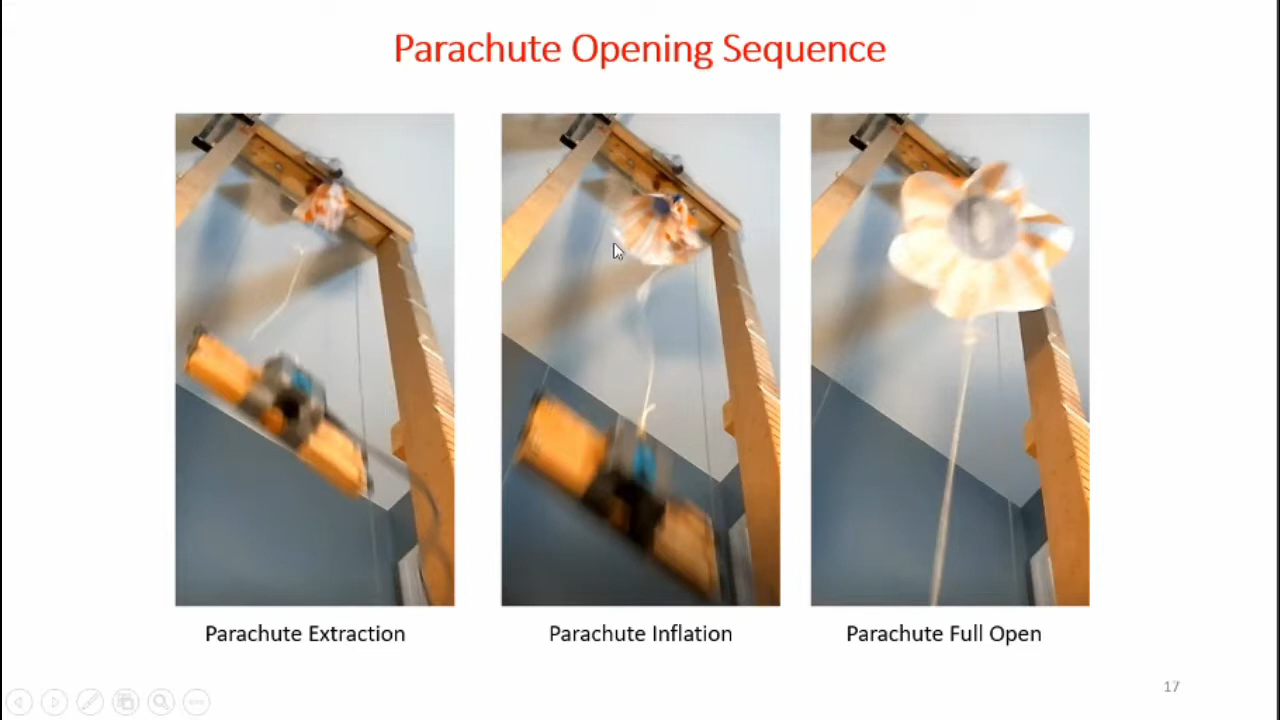 Parachute Opening Sequence
Parachute Extraction
Parachute Inflation
Parachute Full Open
17